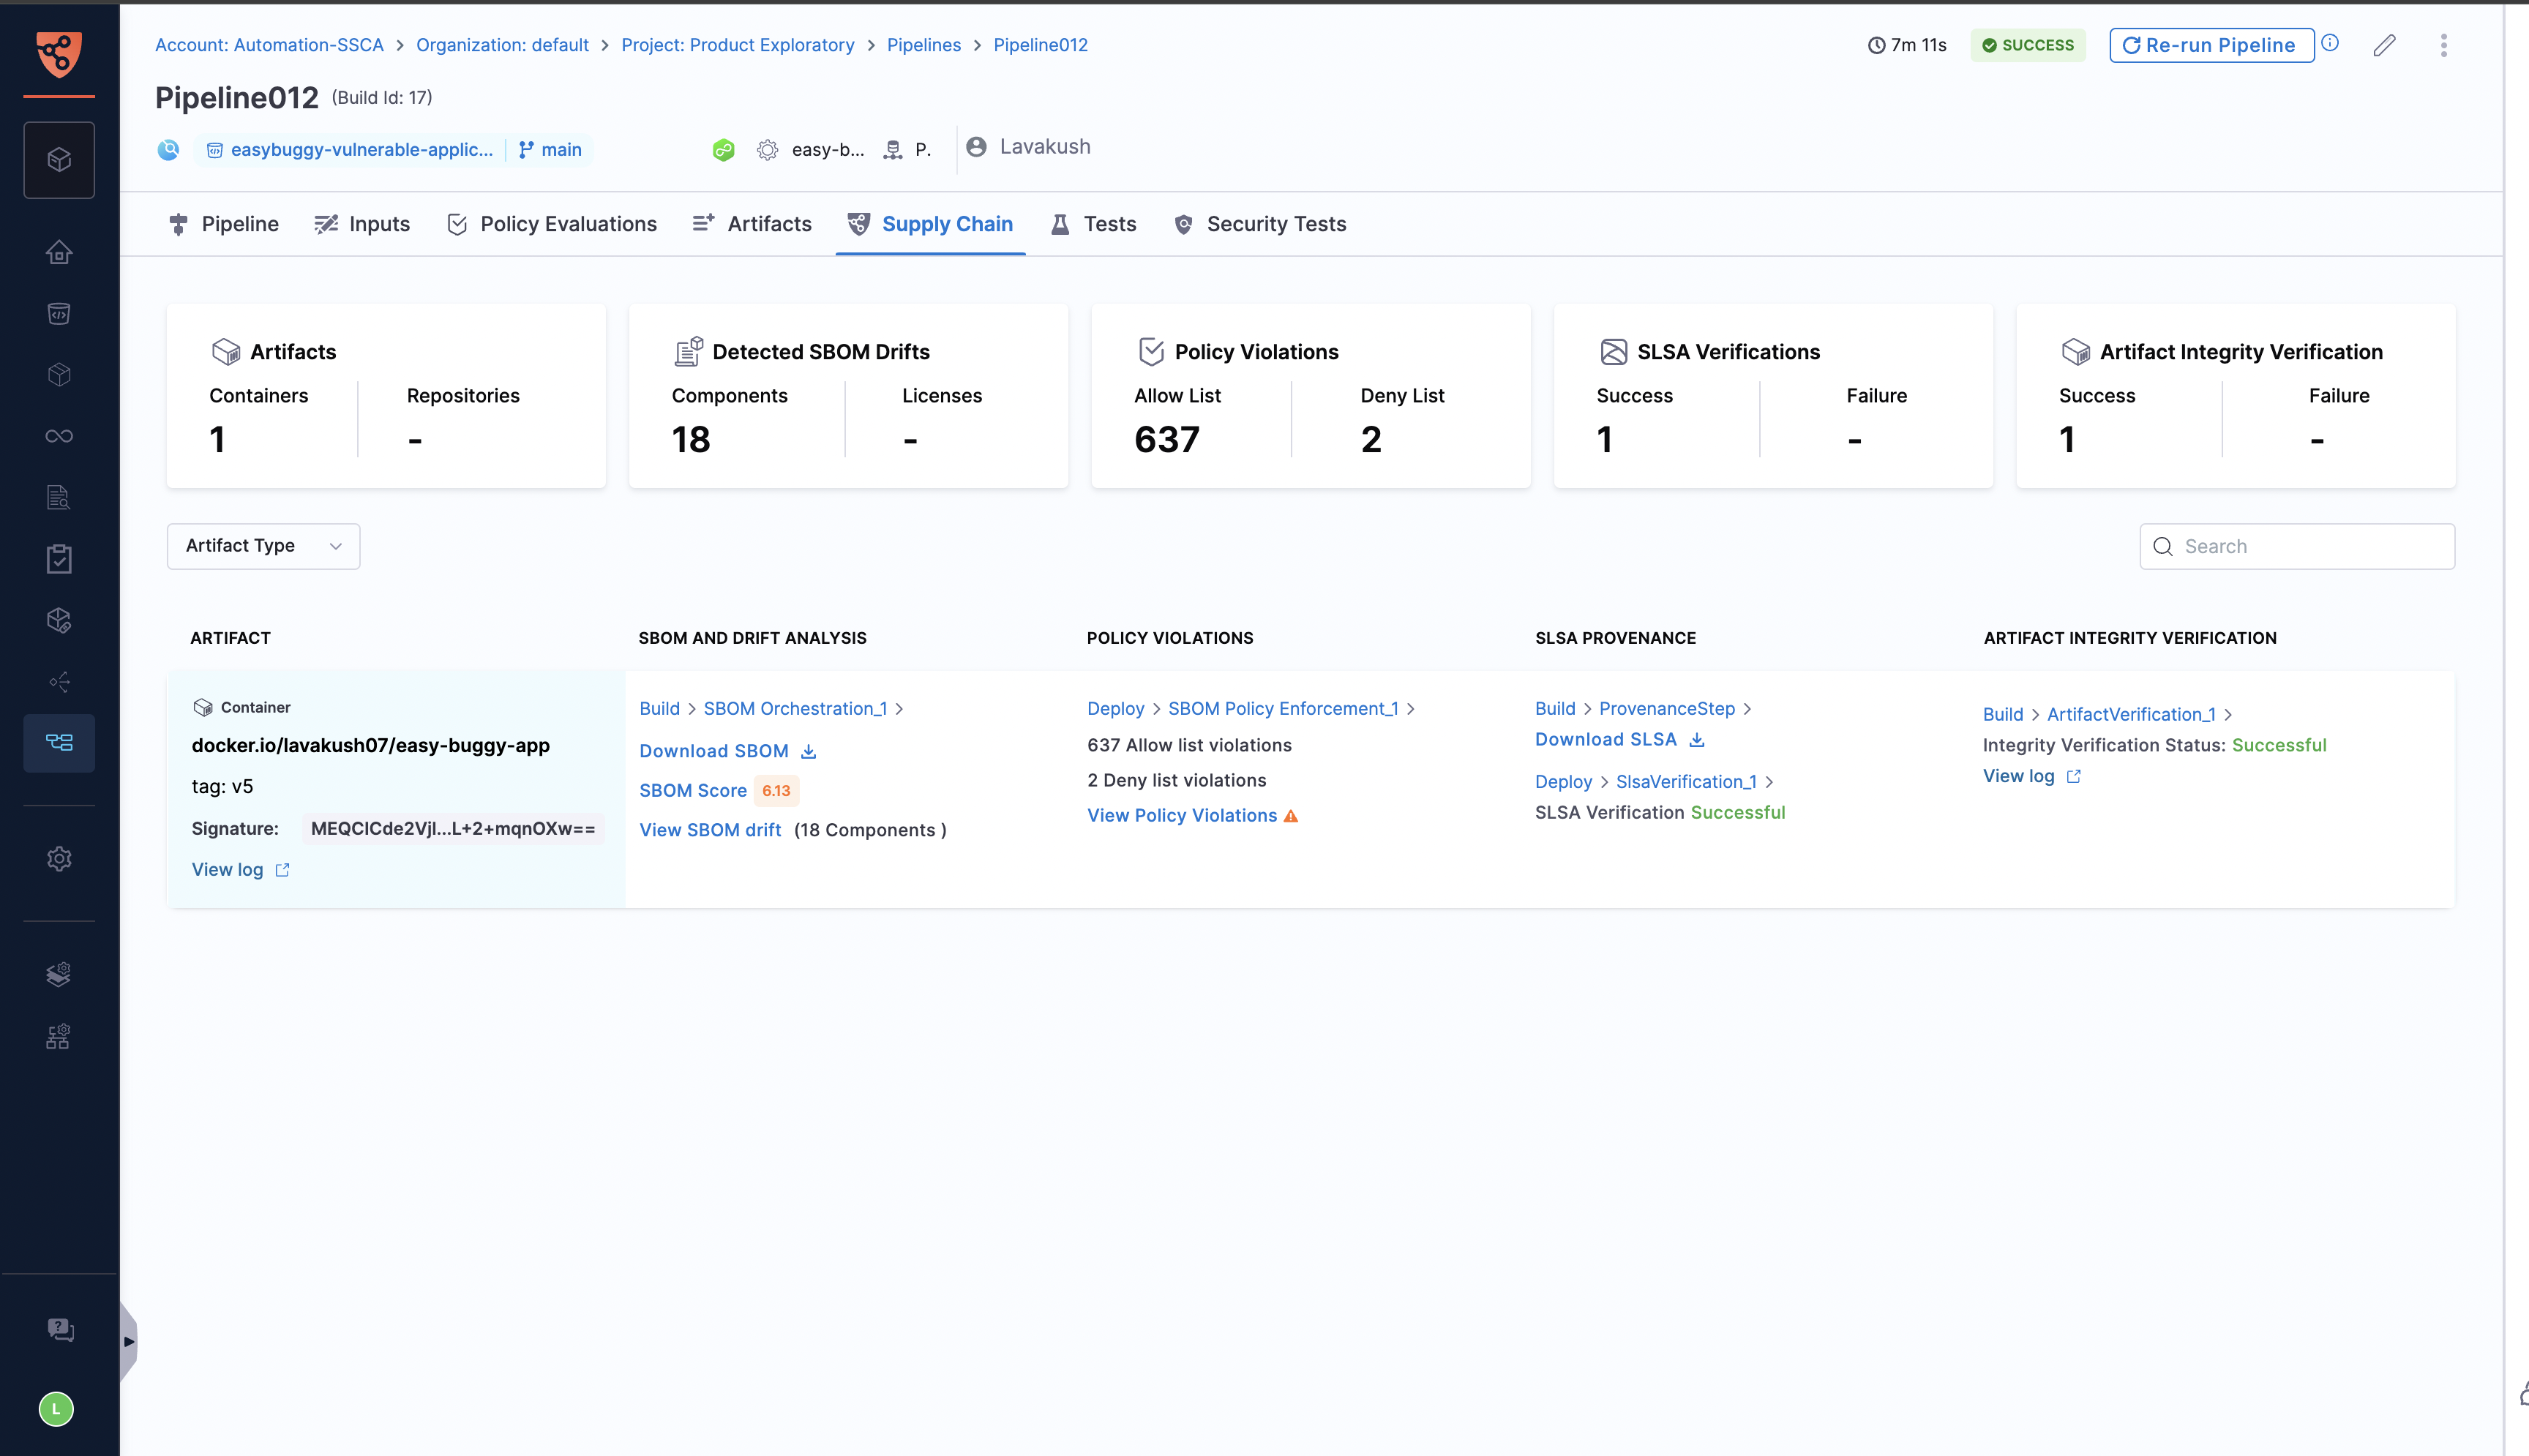 Account: Automation-SSCA > Organization: default > Project: Product Exploratory > Pipelines > Pipeline012
7m 11s
SUCCESS
Re-run Pipeline
Pipeline012 (Build Id: 17)
easybuggy-vulnerable-applic... main
easy-b... P.
Lavakush
Pipeline
Inputs
Policy Evaluations
Artifacts
Supply Chain
Tests
Security Tests
Artifacts
Containers Repositories
1 -
Detected SBOM Drifts
Components Licenses
18 -
Policy Violations
Allow List Deny List
637 2
SLSA Verifications
Success Failure
1 -
Artifact Integrity Verification
Success Failure
1 -
Artifact Type
Search
ARTIFACT
SBOM AND DRIFT ANALYSIS
POLICY VIOLATIONS
SLSA PROVENANCE
ARTIFACT INTEGRITY VERIFICATION
Container
docker.io/lavakush07/easy-buggy-app
tag: v5
Signature: MEQCICde2Vjl...L+2+mqnOXw==
View log
Build > SBOM Orchestration_1 >
Download SBOM
SBOM Score 6.13
View SBOM drift (18 Components )
Deploy > SBOM Policy Enforcement_1 >
637 Allow list violations
2 Deny list violations
View Policy Violations
Build > ProvenanceStep >
Download SLSA
Deploy > SlsaVerification_1 >
SLSA Verification Successful
Build > ArtifactVerification_1 >
Integrity Verification Status: Successful
View log
L